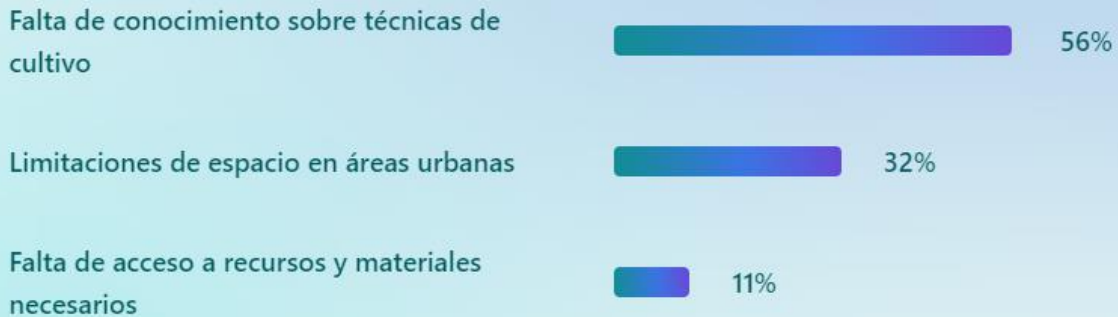 Falta de conocimiento sobre técnicas de
cultivo
56%
Limitaciones de espacio en áreas urbanas
32%
Falta de acceso a recursos y materiales
necesarios
11%